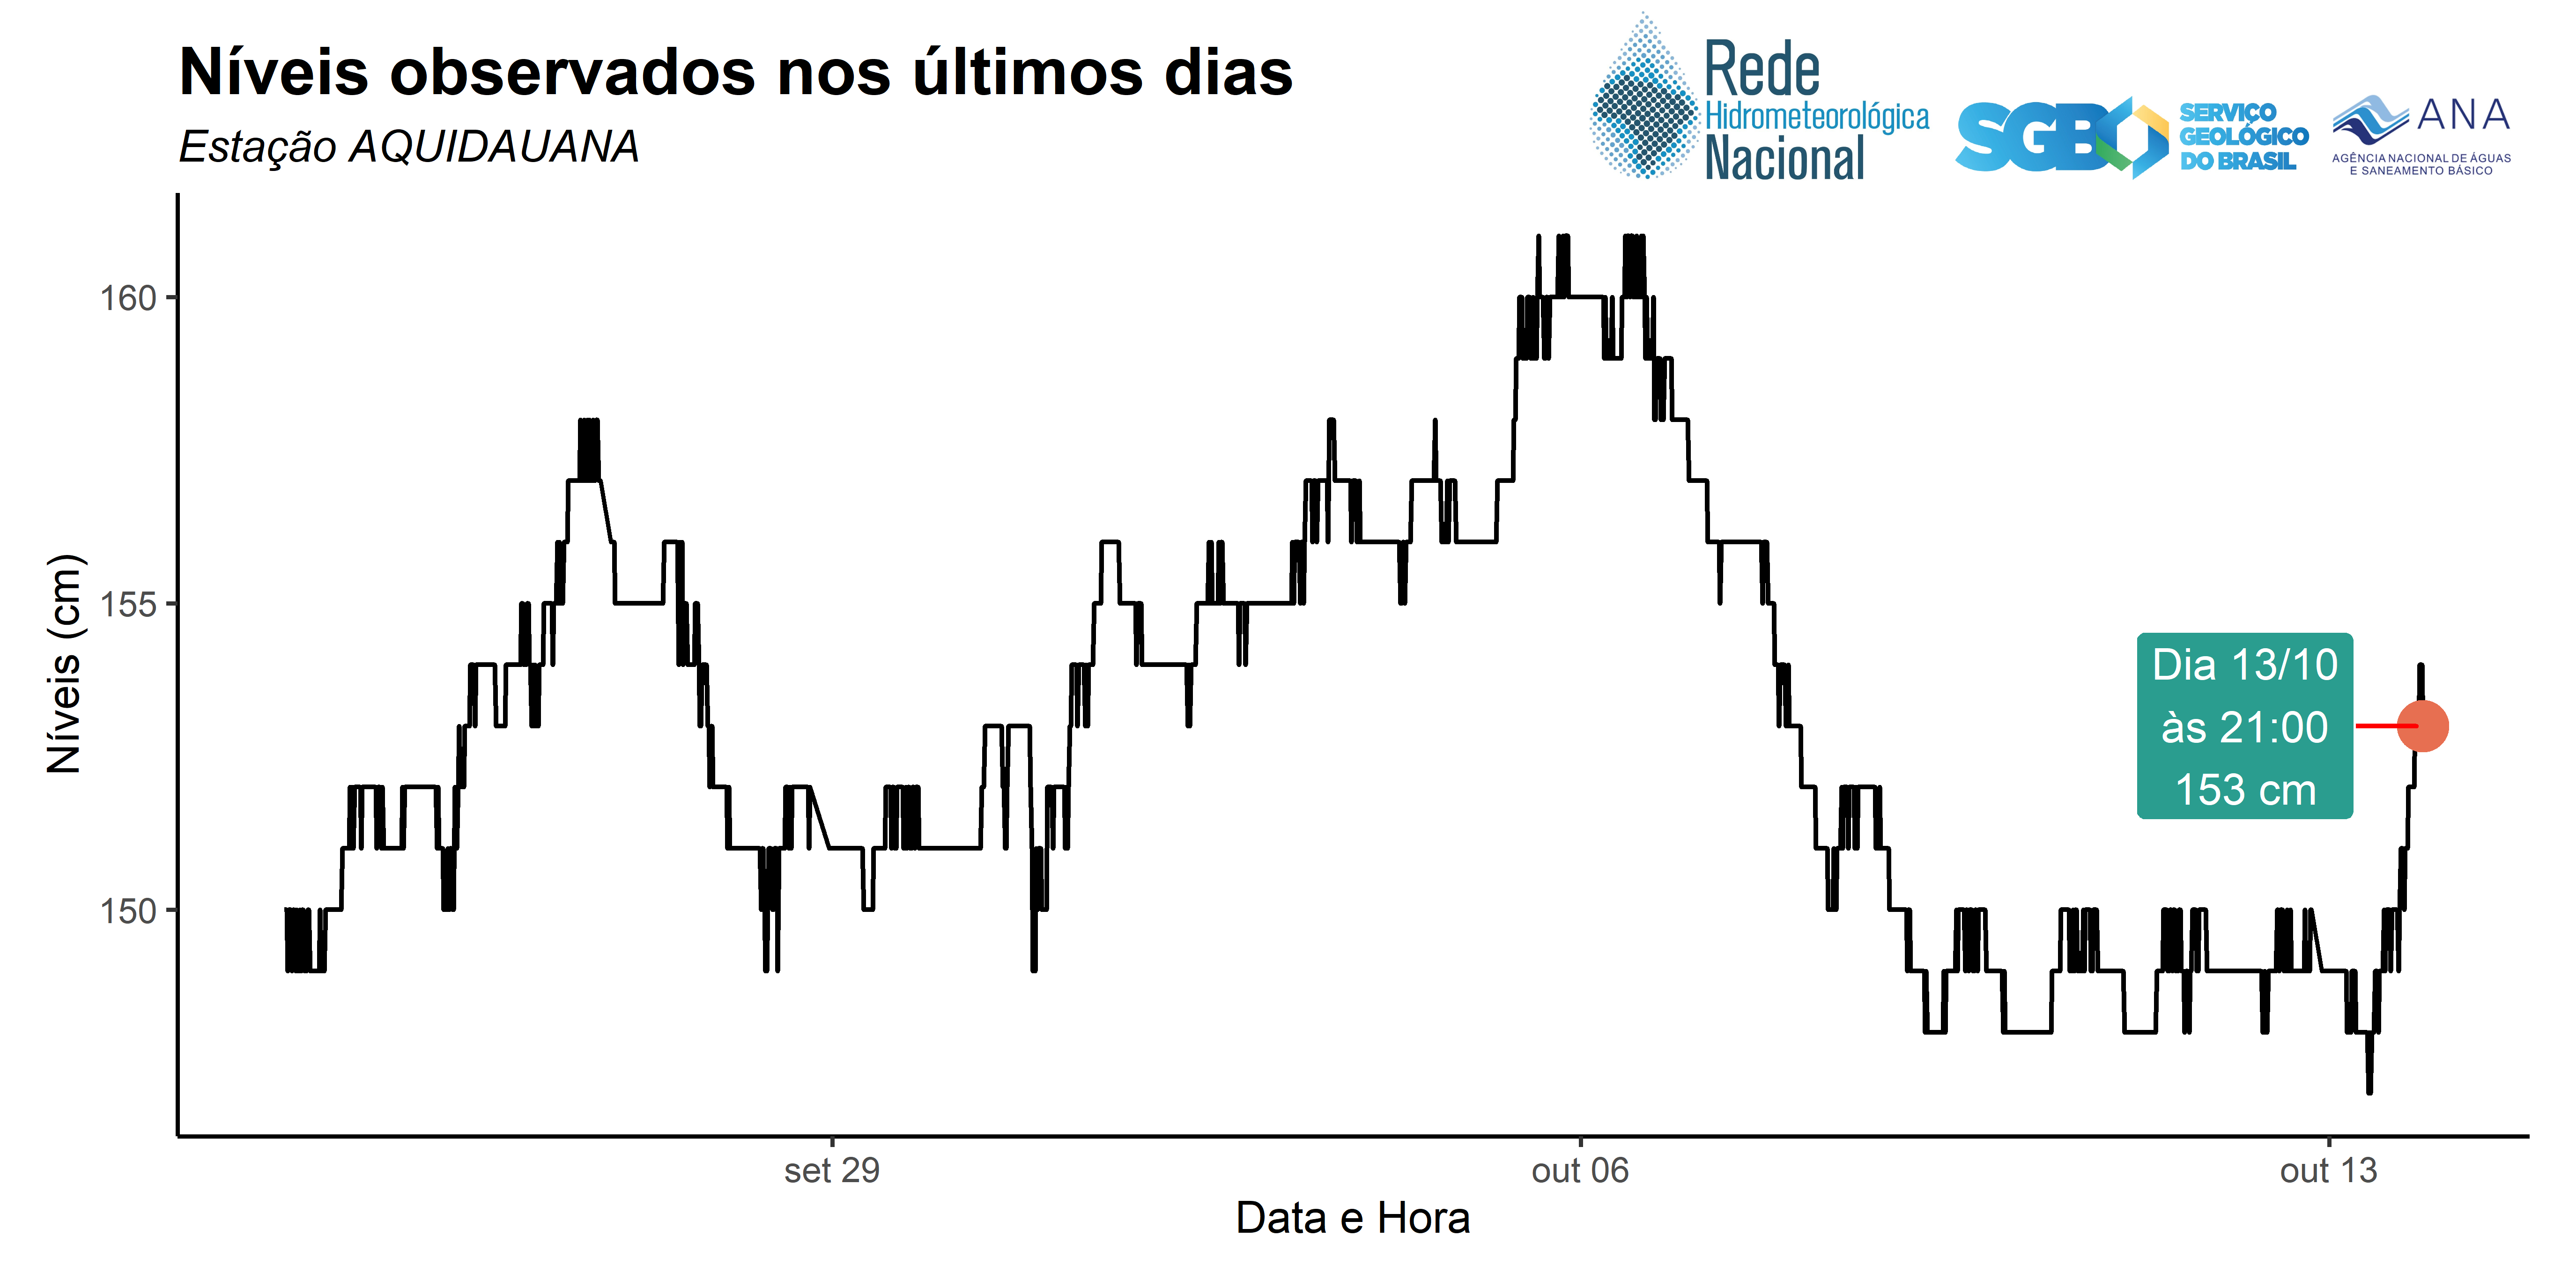 Níveis observados nos últimos dias
Estação AQUIDAUANA
Rede
Hidrometeorológica
Nacional
SGB
SERVIÇO
GEOLÓGICO
DO BRASIL
ANA
AGÊNCIA NACIONAL DE ÁGUAS
E SANEAMENTO BÁSICO
Níveis (cm)
160
155
150
Dia 13/10
às 21:00
153 cm
set 29
out 06
out 13
Data e Hora